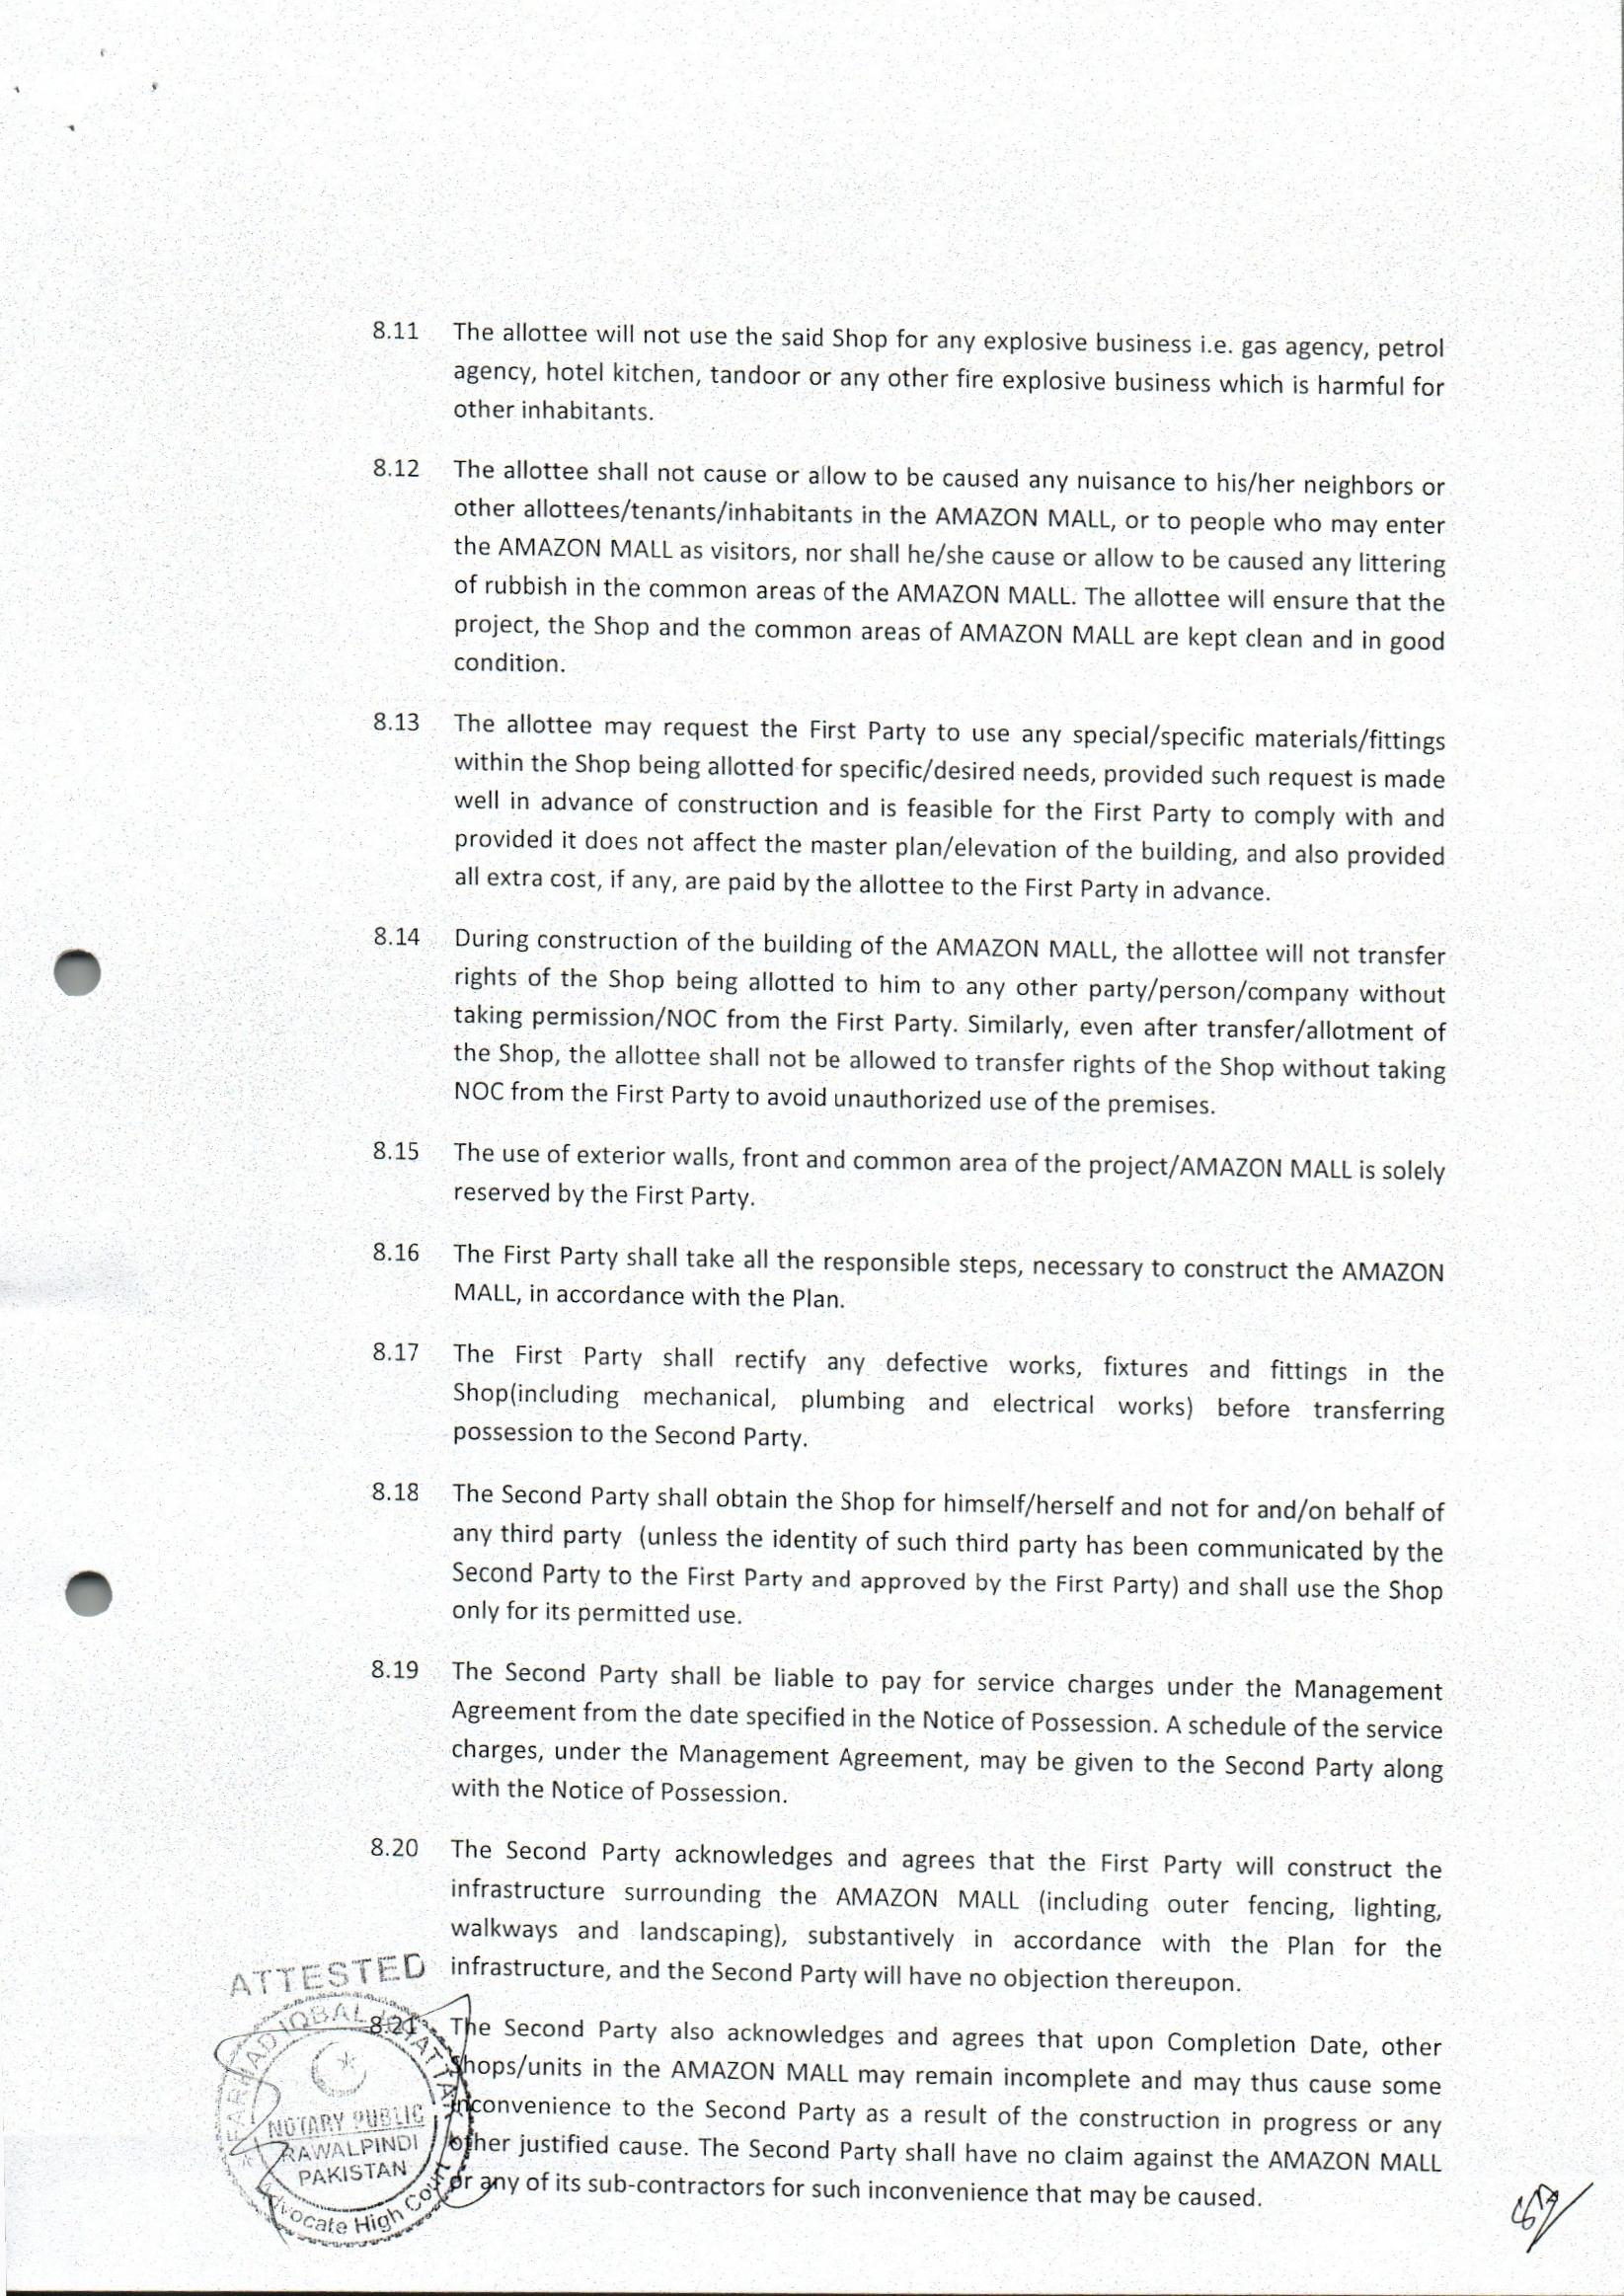 8.11 The allottee will not use the said Shop for any explosive business i.e. gas agency, petrol
agency, hotel kitchen, tandoor or any other fire explosive business which is harmful for
other inhabitants.
8.12 The allottee shall not cause or allow to be caused any nuisance to his/her neighbors or
other allottees/tenants/inhabitants in the AMAZON MALL, or to people who may enter
the AMAZON MALL as visitors, nor shall he/she cause or allow to be caused any littering
of rubbish in the common areas of the AMAZON MALL. The allottee will ensure that the
project, the Shop and the common areas of AMAZON MALL are kept clean and in good
condition.
8.13 The allottee may request the First Party to use any special/specific materials/fittings
within the Shop being allotted for specific/desired needs, provided such request is made
well in advance of construction and is feasible for the First Party to comply with and
provided it does not affect the master plan/elevation of the building, and also provided
all extra cost, if any, are paid by the allottee to the First Party in advance.
8.14 During construction of the building of the AMAZON MALL, the allottee will not transfer
rights of the Shop being allotted to him to any other party/person/company without
taking permission/NOC from the First Party. Similarly, even after transfer/allotment of
the Shop, the allottee shall not be allowed to transfer rights of the Shop without taking
NOC from the First Party to avoid unauthorized use of the premises.
8.15 The use of exterior walls, front and common area of the project/AMAZON MALL is solely
reserved by the First Party.
8.16 The First Party shall take all the responsible steps, necessary to construct the AMAZON
MALL, in accordance with the Plan.
8.17 The First Party shall rectify any defective works, fixtures and fittings in the
Shop(including mechanical, plumbing and electrical works) before transferring
possession to the Second Party.
8.18 The Second Party shall obtain the Shop for himself/herself and not for and/on behalf of
any third party (unless the identity of such third party has been communicated by the
Second Party to the First Party and approved by the First Party) and shall use the Shop
only for its permitted use.
8.19 The Second Party shall be liable to pay for service charges under the Management
Agreement from the date specified in the Notice of Possession. A schedule of the service
charges, under the Management Agreement, may be given to the Second Party along
with the Notice of Possession.
8.20 The Second Party acknowledges and agrees that the First Party will construct the
infrastructure surrounding the AMAZON MALL (including outer fencing, lighting,
walkways and landscaping), substantively in accordance with the Plan for the
infrastructure, and the Second Party will have no objection thereupon.
8.21 The Second Party also acknowledges and agrees that upon Completion Date, other
Shops/units in the AMAZON MALL may remain incomplete and may thus cause some
inconvenience to the Second Party as a result of the construction in progress or any
other justified cause. The Second Party shall have no claim against the AMAZON MALL
or any of its sub-contractors for such inconvenience that may be caused.
ATTESTED
IQBAL
NOTARY PUBLIC
RAWALPINDI
PAKISTAN
Advocate High Court